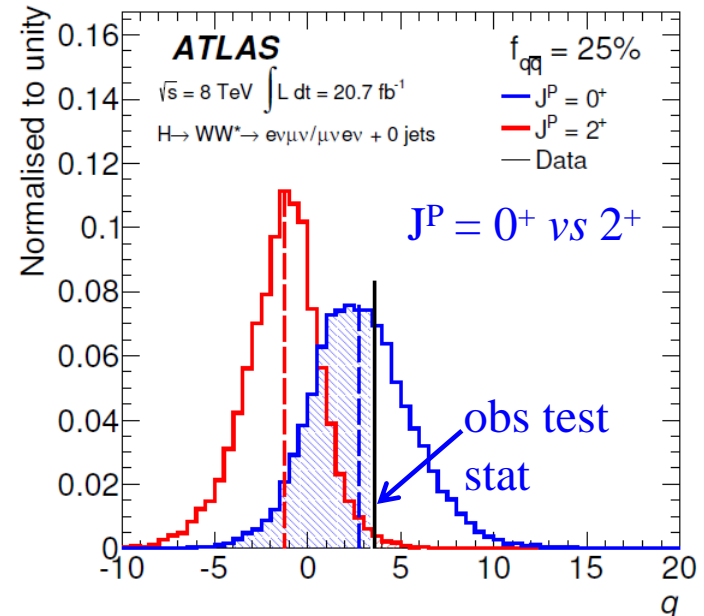 ATLAS
√s = 8 TeV ∫L dt = 20.7 fb⁻¹
H→ WW*→ eνμν/μνeν + 0 jets
f_qq̅ = 25%
J^P = 0⁺
J^P = 2⁺
Data
J^P = 0⁺ vs 2⁺
obs test
stat
Normalised to unity
0.16
0.14
0.12
0.1
0.08
0.06
0.04
0.02
0
-10 -5 0 5 10 15 20
q